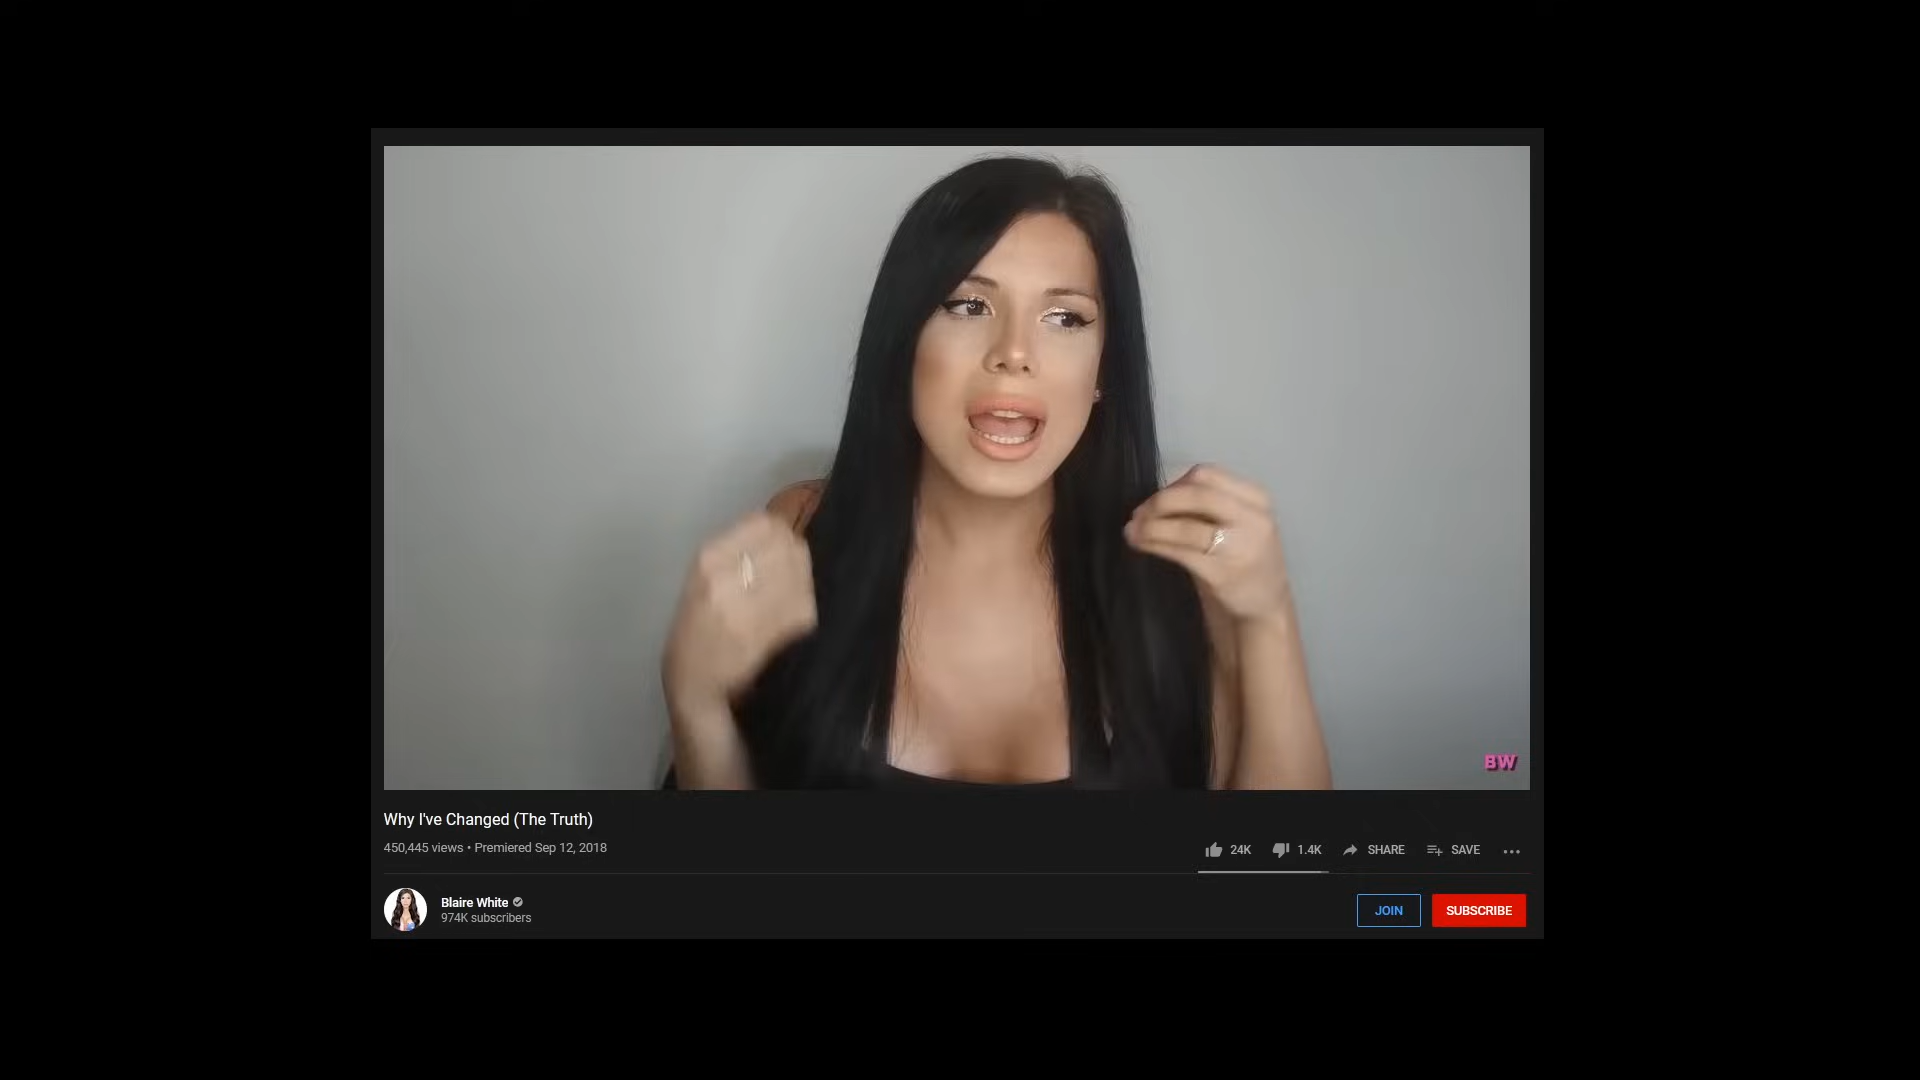 BW
Why I've Changed (The Truth)
450,445 views • Premiered Sep 12, 2018
24K 1.4K SHARE SAVE
Blaire White
974K subscribers
JOIN SUBSCRIBE